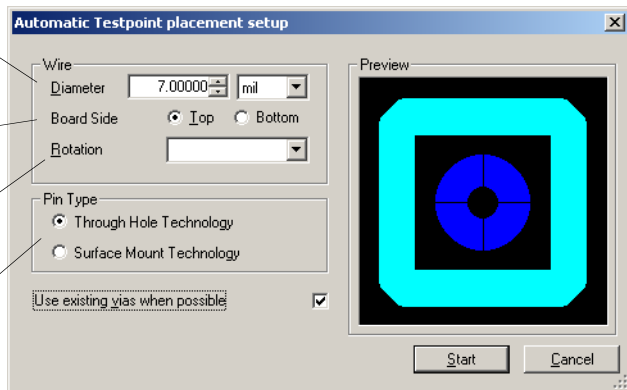 Automatic Testpoint placement setup
Wire
Diameter 7.00000 mil
Board Side Top Bottom
Rotation
Pin Type
Through Hole Technology
Surface Mount Technology
Use existing vias when possible
Preview
Start Cancel